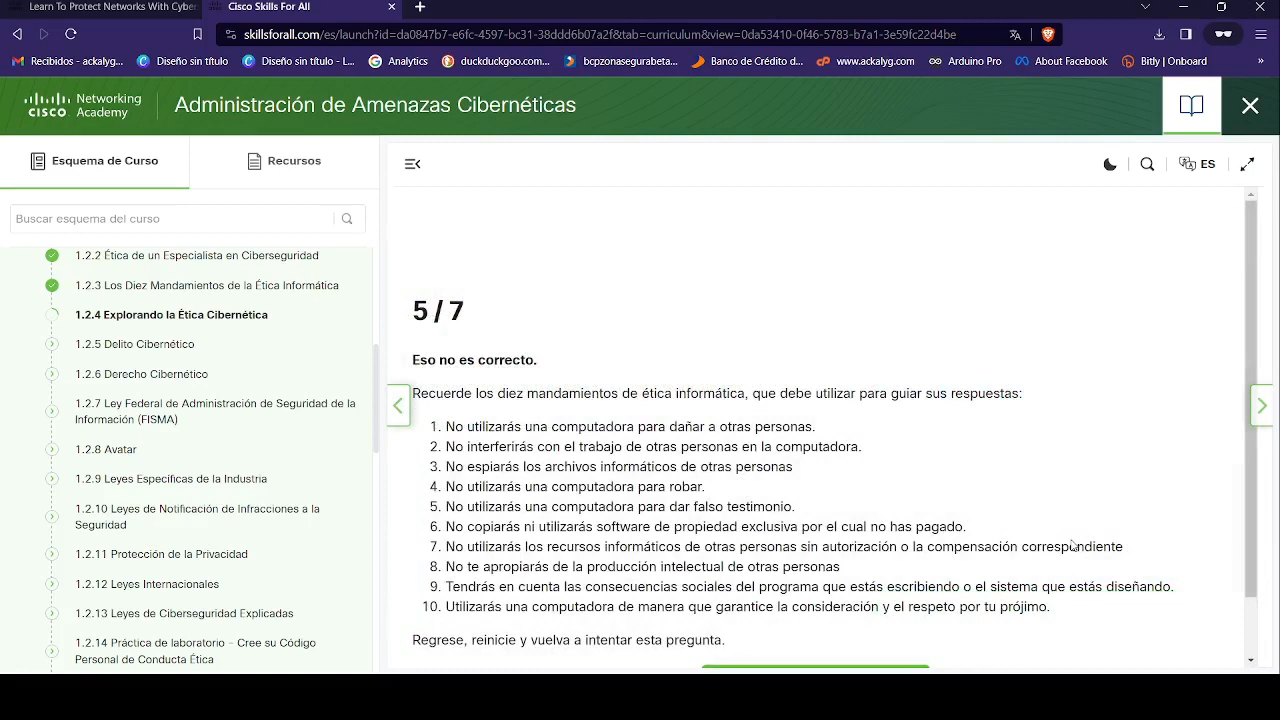 Learn To Protect Networks With Cyber
Cisco Skills For All
skillsforall.com/es/launch?id=da0847b7-e6fc-4597-bc31-38ddd6b07a2f&tab=curriculum&view=0da53410-0f46-5783-b7a1-3e59fc22d4be
Recibidos - ackalyg...
Diseño sin título
Diseño sin título - L...
Analytics
duckduckgoo.com...
bcpzonasegurabeta...
Banco de Crédito d...
www.ackalyg.com
Arduino Pro
About Facebook
Bitly | Onboard
»
CISCO Networking Academy
Administración de Amenazas Cibernéticas
Esquema de Curso
Recursos
ES
Buscar esquema del curso
1.2.2 Ética de un Especialista en Ciberseguridad
1.2.3 Los Diez Mandamientos de la Ética Informática
1.2.4 Explorando la Ética Cibernética
1.2.5 Delito Cibernético
1.2.6 Derecho Cibernético
1.2.7 Ley Federal de Administración de Seguridad de la
Información (FISMA)
1.2.8 Avatar
1.2.9 Leyes Específicas de la Industria
1.2.10 Leyes de Notificación de Infracciones a la
Seguridad
1.2.11 Protección de la Privacidad
1.2.12 Leyes Internacionales
1.2.13 Leyes de Ciberseguridad Explicadas
1.2.14 Práctica de laboratorio - Cree su Código
Personal de Conducta Ética
5 / 7
Eso no es correcto.
Recuerde los diez mandamientos de ética informática, que debe utilizar para guiar sus respuestas:
1. No utilizarás una computadora para dañar a otras personas.
2. No interferirás con el trabajo de otras personas en la computadora.
3. No espiarás los archivos informáticos de otras personas
4. No utilizarás una computadora para robar.
5. No utilizarás una computadora para dar falso testimonio.
6. No copiarás ni utilizarás software de propiedad exclusiva por el cual no has pagado.
7. No utilizarás los recursos informáticos de otras personas sin autorización o la compensación correspondiente
8. No te apropiarás de la producción intelectual de otras personas
9. Tendrás en cuenta las consecuencias sociales del programa que estás escribiendo o el sistema que estás diseñando.
10. Utilizarás una computadora de manera que garantice la consideración y el respeto por tu prójimo.
Regrese, reinicie y vuelva a intentar esta pregunta.